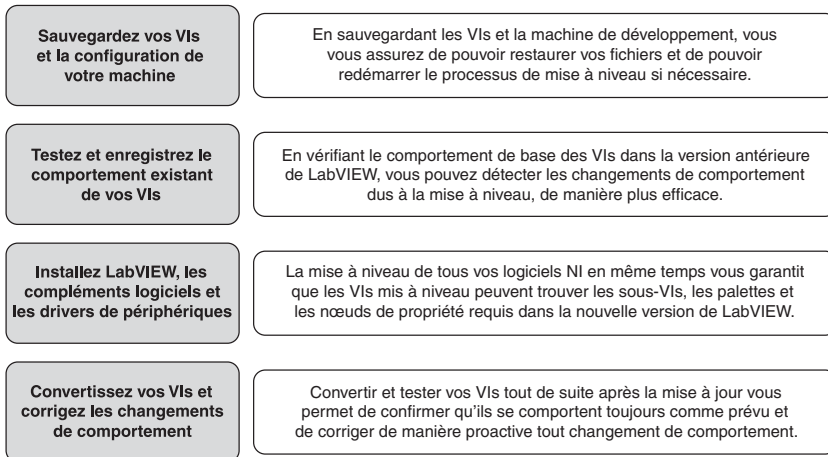 Sauvegardez vos VIs
et la configuration de
votre machine
En sauvegardant les VIs et la machine de développement, vous
vous assurez de pouvoir restaurer vos fichiers et de pouvoir
redémarrer le processus de mise à niveau si nécessaire.
Testez et enregistrez le
comportement existant
de vos VIs
En vérifiant le comportement de base des VIs dans la version antérieure
de LabVIEW, vous pouvez détecter les changements de comportement
dus à la mise à niveau, de manière plus efficace.
Installez LabVIEW, les
compléments logiciels et
les drivers de périphériques
La mise à niveau de tous vos logiciels NI en même temps vous garantit
que les VIs mis à niveau peuvent trouver les sous-VIs, les palettes et
les nœuds de propriété requis dans la nouvelle version de LabVIEW.
Convertissez vos VIs et
corrigez les changements
de comportement
Convertir et tester vos VIs tout de suite après la mise à jour vous
permet de confirmer qu'ils se comportent toujours comme prévu et
de corriger de manière proactive tout changement de comportement.